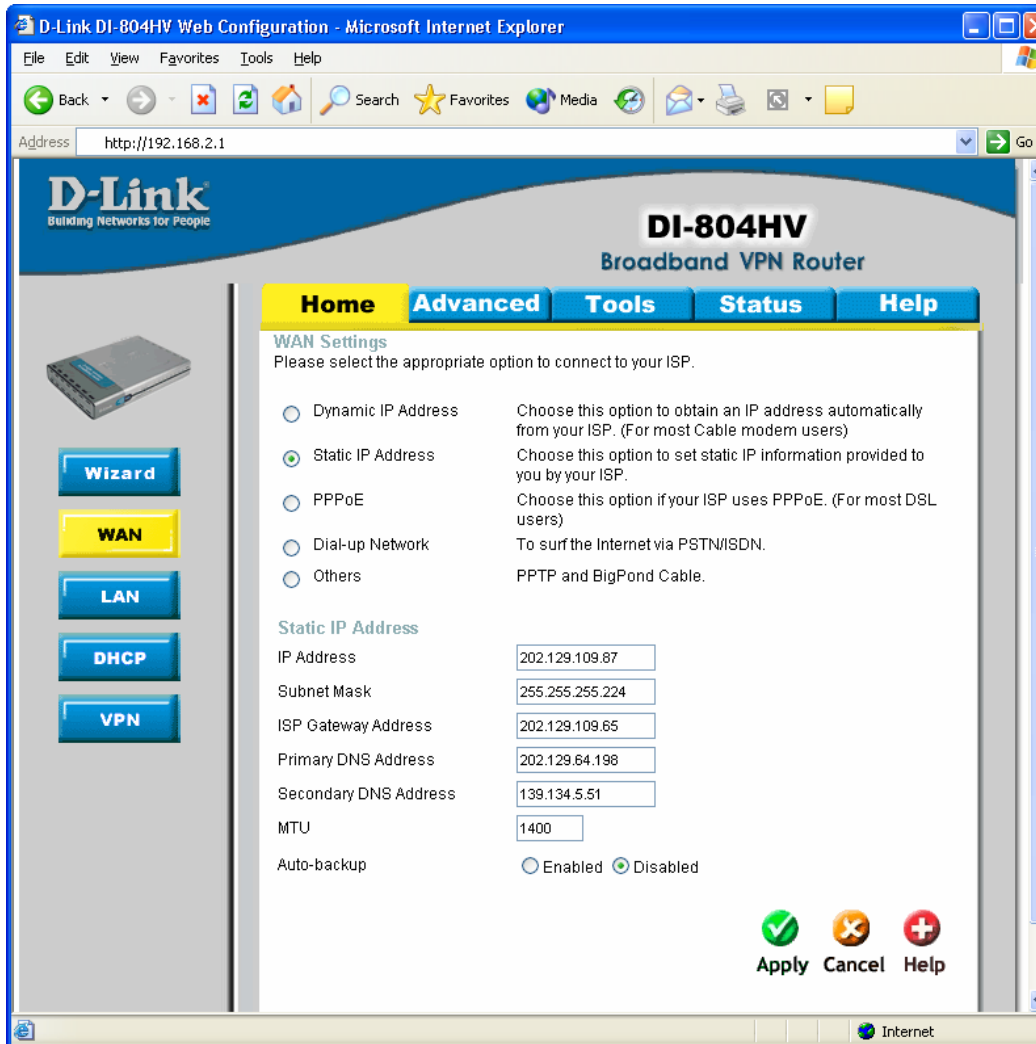 D-Link DI-804HV Web Configuration - Microsoft Internet Explorer
File Edit View Favorites Tools Help
Back Search Favorites Media
Address http://192.168.2.1 Go
D-Link
Building Networks for People
DI-804HV
Broadband VPN Router
Home Advanced Tools Status Help
WAN Settings
Please select the appropriate option to connect to your ISP.
Dynamic IP Address Choose this option to obtain an IP address automatically
from your ISP. (For most Cable modem users)
Static IP Address Choose this option to set static IP information provided to
you by your ISP.
PPPoE Choose this option if your ISP uses PPPoE. (For most DSL
users)
Dial-up Network To surf the Internet via PSTN/ISDN.
Others PPTP and BigPond Cable.
Wizard
WAN
LAN
DHCP
VPN
Static IP Address
IP Address 202.129.109.87
Subnet Mask 255.255.255.224
ISP Gateway Address 202.129.109.65
Primary DNS Address 202.129.64.198
Secondary DNS Address 139.134.5.51
MTU 1400
Auto-backup Enabled Disabled
Apply Cancel Help
Internet